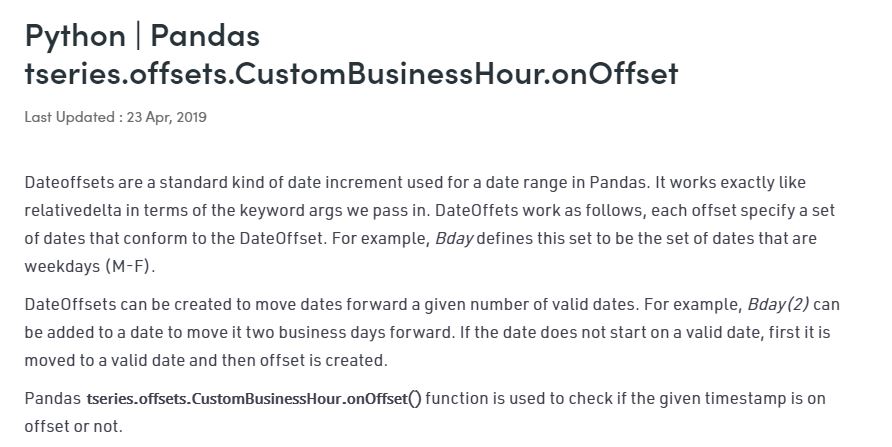 Python | Pandas
tseries.offsets.CustomBusinessHour.onOffset
Last Updated : 23 Apr, 2019
Dateoffsets are a standard kind of date increment used for a date range in Pandas. It works exactly like
relativedelta in terms of the keyword args we pass in. DateOffets work as follows, each offset specify a set
of dates that conform to the DateOffset. For example, Bday defines this set to be the set of dates that are
weekdays (M-F).
DateOffsets can be created to move dates forward a given number of valid dates. For example, Bday(2) can
be added to a date to move it two business days forward. If the date does not start on a valid date, first it is
moved to a valid date and then offset is created.
Pandas tseries.offsets.CustomBusinessHour.onOffset() function is used to check if the given timestamp is on
offset or not.